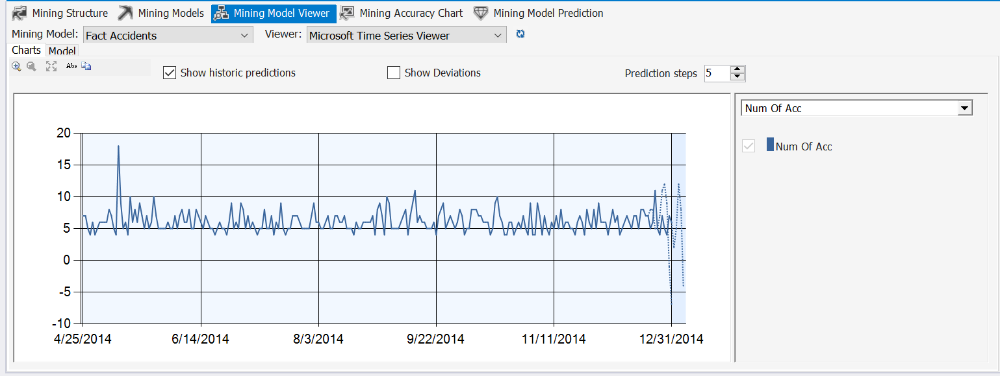 Mining Structure Mining Models Mining Model Viewer Mining Accuracy Chart Mining Model Prediction
Mining Model: Fact Accidents Viewer: Microsoft Time Series Viewer
Charts Model
Abs
Show historic predictions Show Deviations Prediction steps 5
Num Of Acc
Num Of Acc
20
15
10
5
0
-5
-10
4/25/2014 6/14/2014 8/3/2014 9/22/2014 11/11/2014 12/31/2014